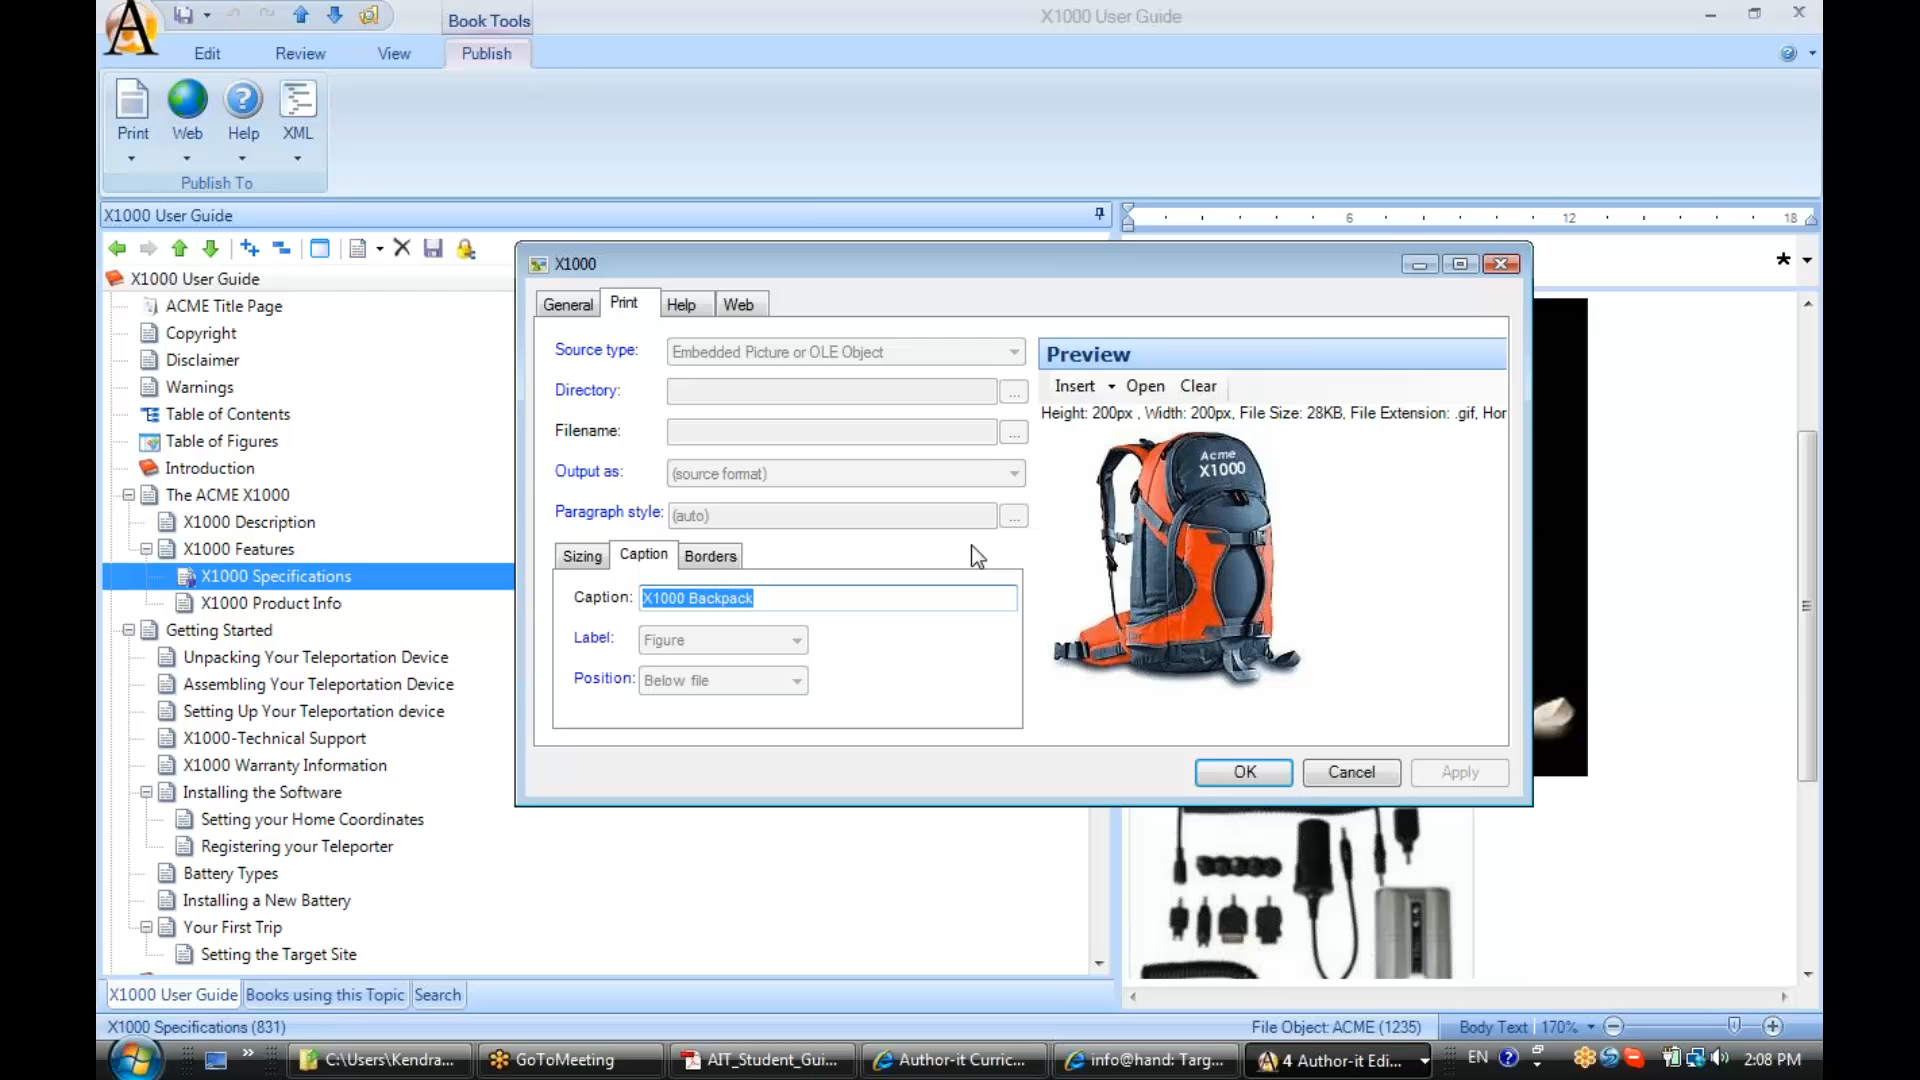 Book Tools
X1000 User Guide
Edit
Review
View
Publish
Print
Web
Help
XML
Publish To
X1000 User Guide
6
12
18
X1000 User Guide
ACME Title Page
Copyright
Disclaimer
Warnings
Table of Contents
Table of Figures
Introduction
The ACME X1000
X1000 Description
X1000 Features
X1000 Specifications
X1000 Product Info
Getting Started
Unpacking Your Teleportation Device
Assembling Your Teleportation Device
Setting Up Your Teleportation device
X1000-Technical Support
X1000 Warranty Information
Installing the Software
Setting your Home Coordinates
Registering your Teleporter
Battery Types
Installing a New Battery
Your First Trip
Setting the Target Site
X1000
General
Print
Help
Web
Source type:
Embedded Picture or OLE Object
Directory:
...
Filename:
...
Output as:
(source format)
Paragraph style:
(auto)
...
Sizing
Caption
Borders
Caption:
X1000 Backpack
Label:
Figure
Position:
Below file
Preview
Insert
Open
Clear
Height: 200px , Width: 200px, File Size: 28KB, File Extension: .gif, Hor
Acme
X1000
OK
Cancel
Apply
X1000 User Guide
Books using this Topic
Search
X1000 Specifications (831)
File Object: ACME (1235)
Body Text
170%
C:\Users\Kendra...
GoToMeeting
AIT_Student_Gui...
Author-it Curric...
info@hand: Targ...
4 Author-it Edi...
EN
2:08 PM